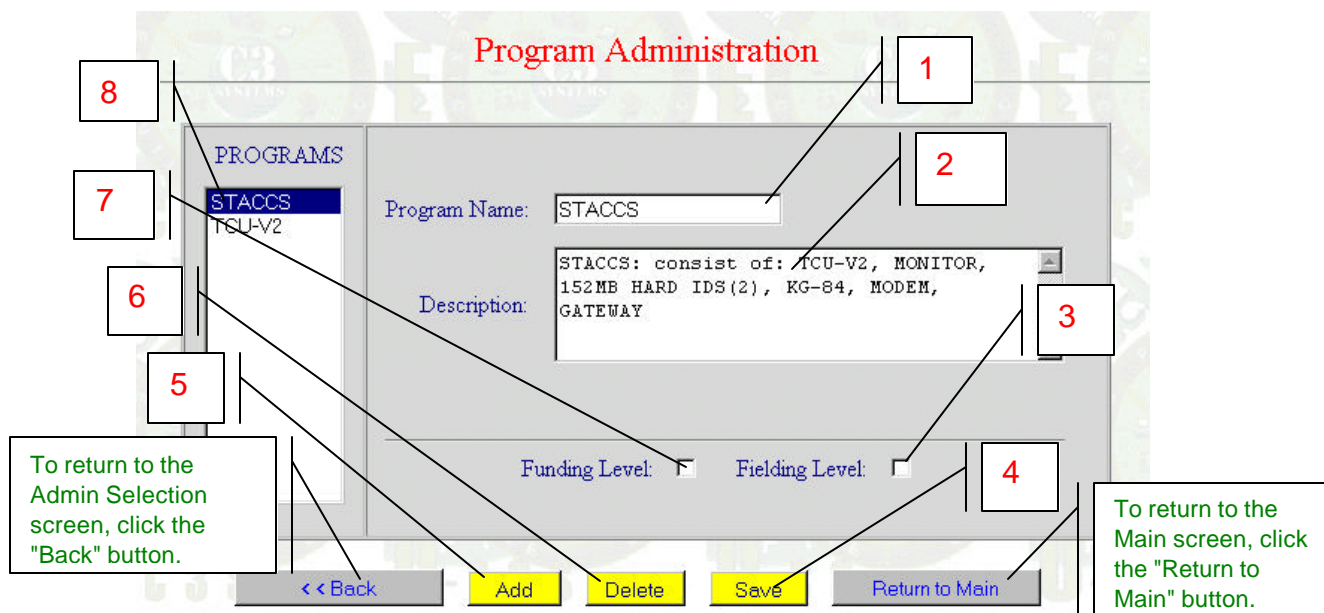 Program Administration
1
8
PROGRAMS
2
7
STACCS
TCU-V2
Program Name:
STACCS
STACCS: consist of: TCU-V2, MONITOR,
152MB HARD IDS(2), KG-84, MODEM,
GATEWAY
6
Description:
3
5
Funding Level:
Fielding Level:
4
To return to the
Admin Selection
screen, click the
"Back" button.
To return to the
Main screen, click
the "Return to
Main" button.
<< Back
Add
Delete
Save
Return to Main
C3
SYSTEMS